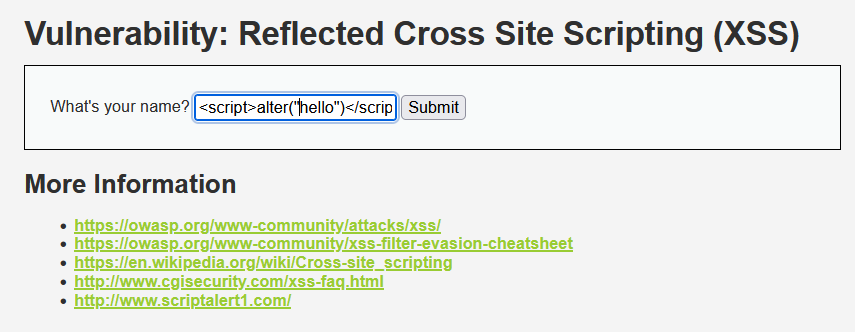 Vulnerability: Reflected Cross Site Scripting (XSS)
What's your name? <script>alter("hello")</scrip Submit
More Information
• https://owasp.org/www-community/attacks/xss/
• https://owasp.org/www-community/xss-filter-evasion-cheatsheet
• https://en.wikipedia.org/wiki/Cross-site_scripting
• http://www.cgisecurity.com/xss-faq.html
• http://www.scriptalert1.com/